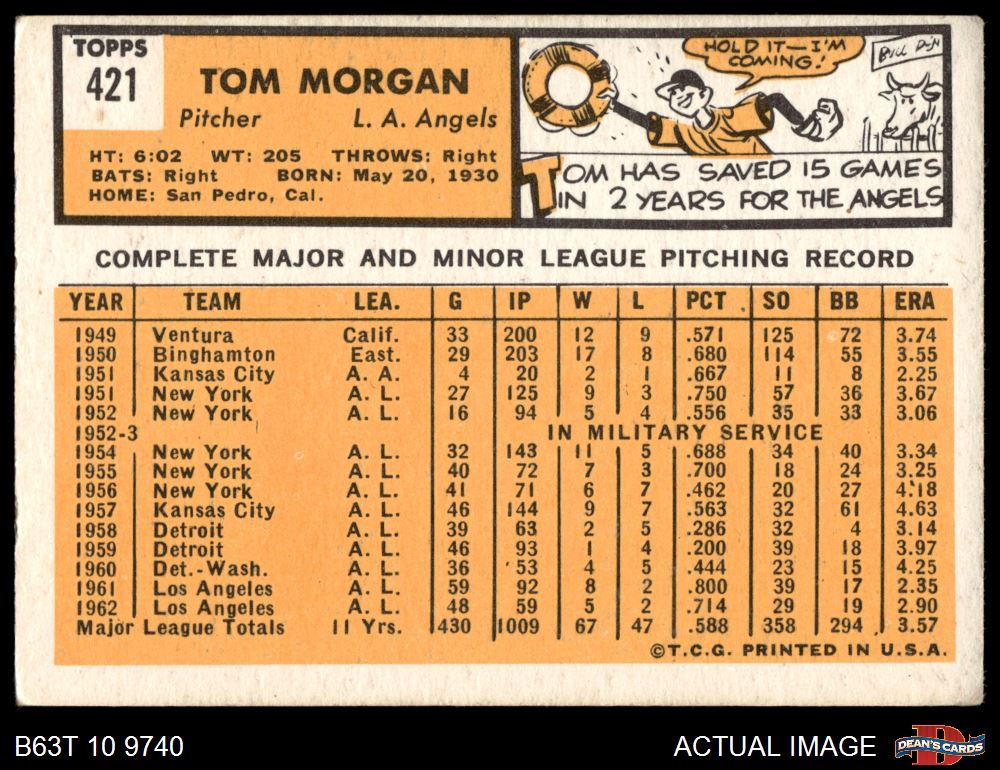 TOPPS
421
TOM MORGAN
Pitcher L. A. Angels
HT: 6:02 WT: 205 THROWS: Right
BATS: Right BORN: May 20, 1930
HOME: San Pedro, Cal.
HOLD IT—I'M
COMING!
BULL
TOM HAS SAVED 15 GAMES
IN 2 YEARS FOR THE ANGELS
COMPLETE MAJOR AND MINOR LEAGUE PITCHING RECORD
YEAR TEAM LEA. G IP W L PCT SO BB ERA
1949 Ventura Calif. 33 200 12 9 .571 125 72 3.74
1950 Binghamton East. 29 203 17 8 .680 114 55 3.55
1951 Kansas City A. A. 4 20 2 1 .667 11 8 2.25
1951 New York A. L. 27 125 9 3 .750 57 36 3.67
1952 New York A. L. 16 94 5 4 .556 35 33 3.06
1952-3 IN MILITARY SERVICE
1954 New York A. L. 32 143 11 5 .688 34 40 3.34
1955 New York A. L. 40 72 7 3 .700 18 24 3.25
1956 New York A. L. 41 71 6 7 .462 20 27 4.18
1957 Kansas City A. L. 46 144 9 7 .563 32 61 4.63
1958 Detroit A. L. 39 63 2 5 .286 32 4 3.14
1959 Detroit A. L. 46 93 1 4 .200 39 18 3.97
1960 Det.-Wash. A. L. 36 53 4 5 .444 23 15 4.25
1961 Los Angeles A. L. 59 92 8 2 .800 39 17 2.35
1962 Los Angeles A. L. 48 59 5 2 .714 29 19 2.90
Major League Totals 11 Yrs. 430 1009 67 47 .588 358 294 3.57
©T.C.G. PRINTED IN U.S.A.
B63T 10 9740 ACTUAL IMAGE DEAN'S CARDS